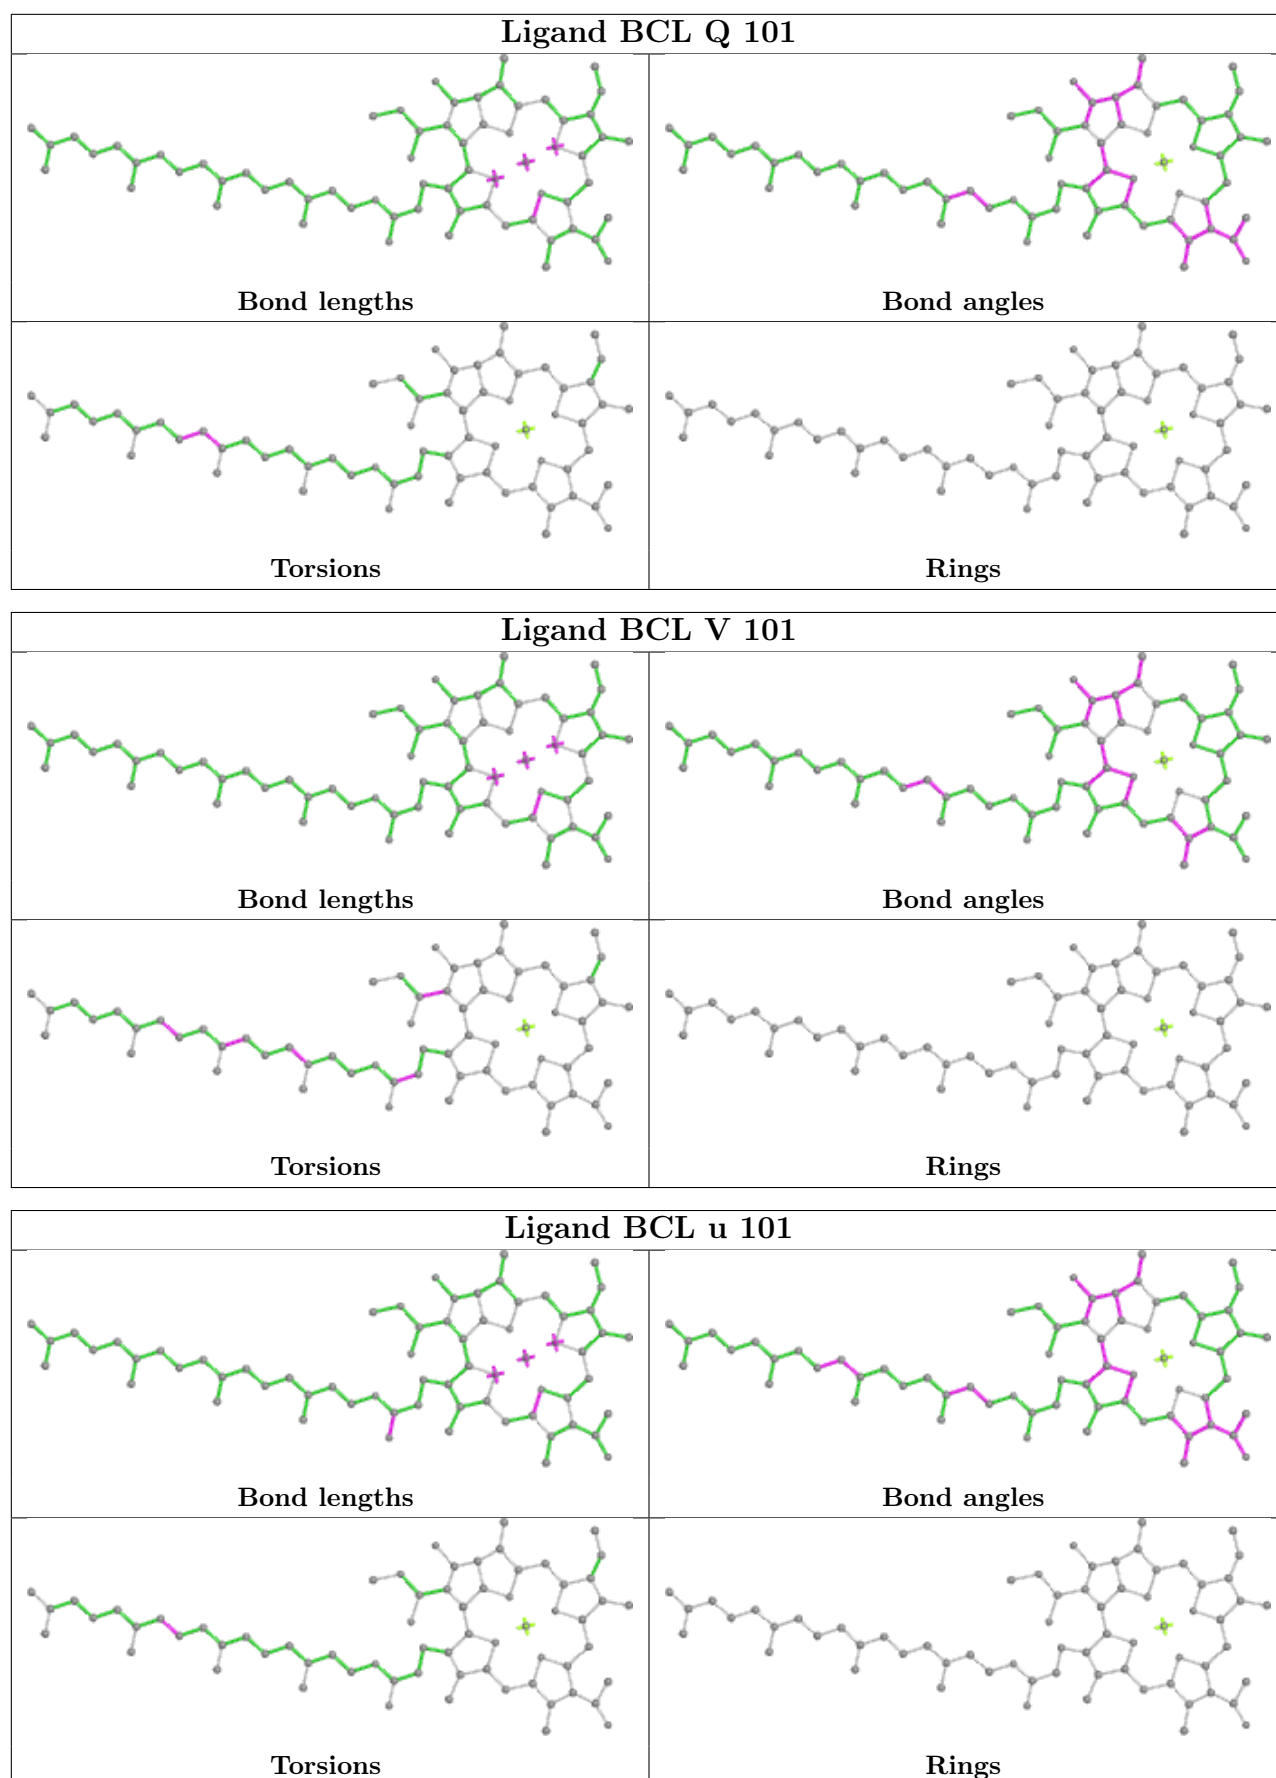 Ligand BCL Q 101
Bond lengths
Bond angles
Torsions
Rings
Ligand BCL V 101
Bond lengths
Bond angles
Torsions
Rings
Ligand BCL u 101
Bond lengths
Bond angles
Torsions
Rings